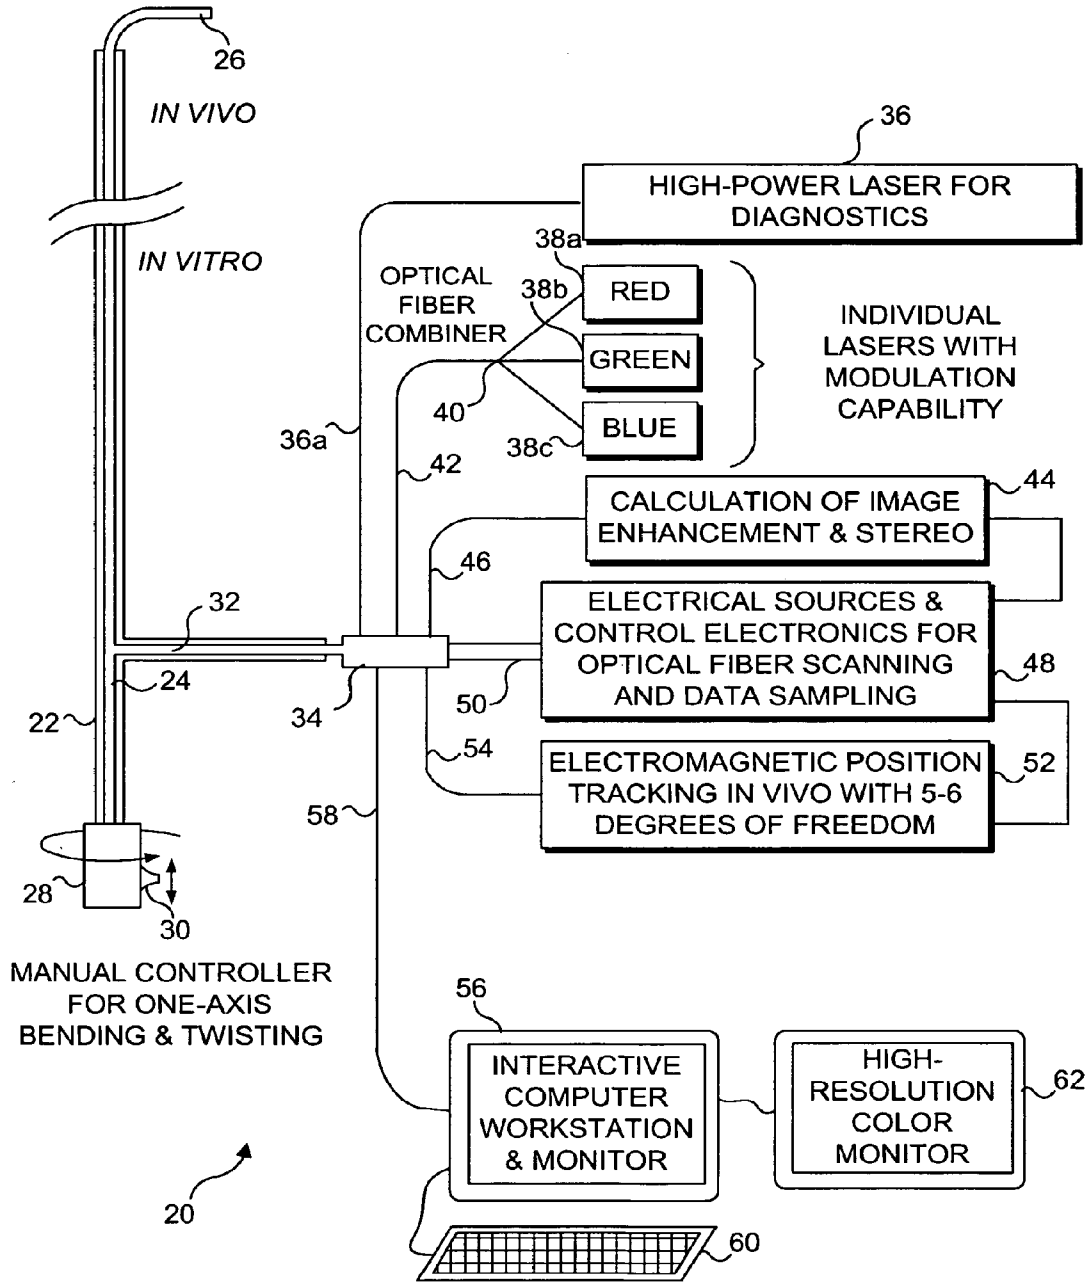 26
IN VIVO
36
HIGH-POWER LASER FOR
DIAGNOSTICS
IN VITRO
38a
RED
OPTICAL
FIBER
COMBINER
38b
GREEN
INDIVIDUAL
LASERS WITH
MODULATION
CAPABILITY
40
38c
BLUE
36a
42
44
CALCULATION OF IMAGE
ENHANCEMENT & STEREO
46
32
ELECTRICAL SOURCES &
CONTROL ELECTRONICS FOR
OPTICAL FIBER SCANNING
AND DATA SAMPLING
48
24
22
34
50
54
ELECTROMAGNETIC POSITION
TRACKING IN VIVO WITH 5-6
DEGREES OF FREEDOM
52
58
28
30
MANUAL CONTROLLER
FOR ONE-AXIS
BENDING & TWISTING
56
INTERACTIVE
COMPUTER
WORKSTATION
& MONITOR
HIGH-
RESOLUTION
COLOR
MONITOR
62
20
60